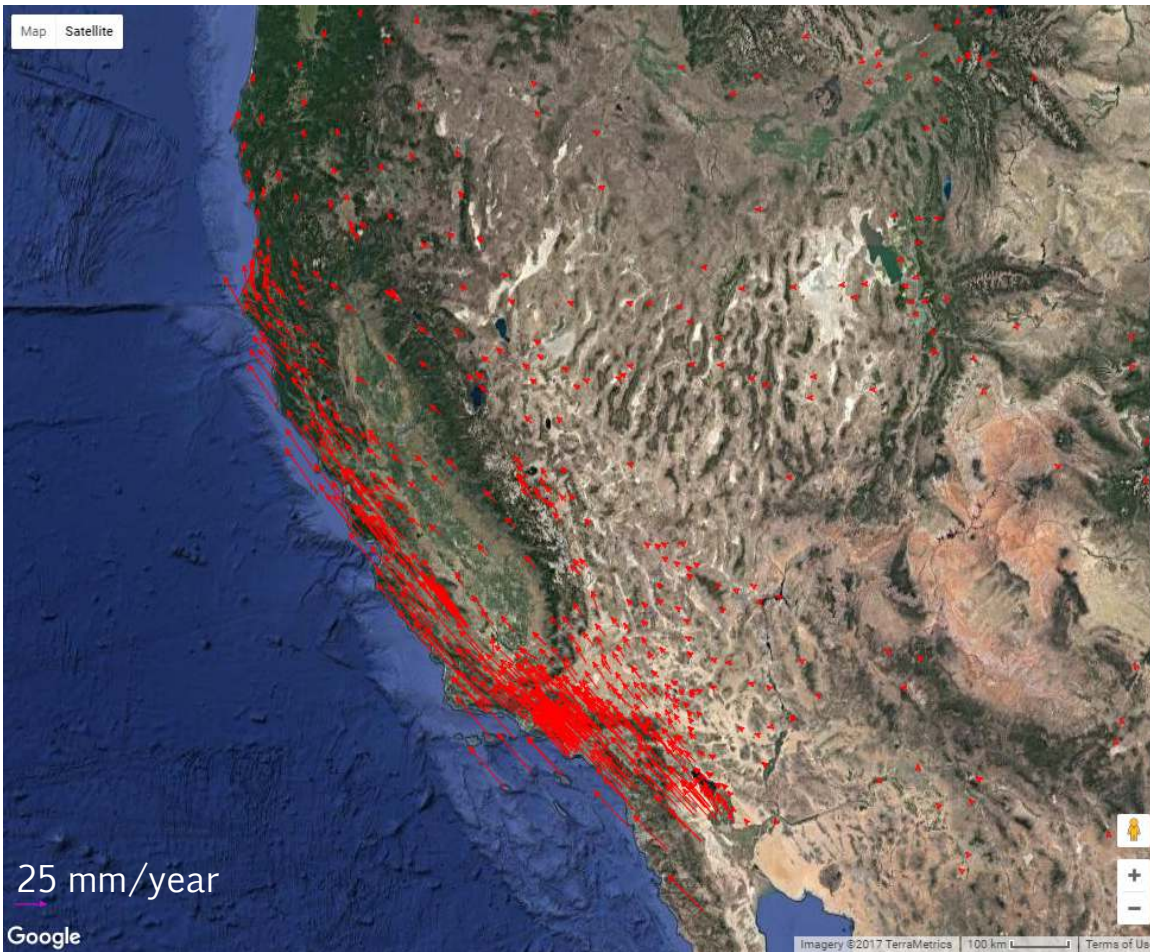 Map Satellite
25 mm/year
+
−
Google
Imagery ©2017 TerraMetrics 100 km Terms of Us